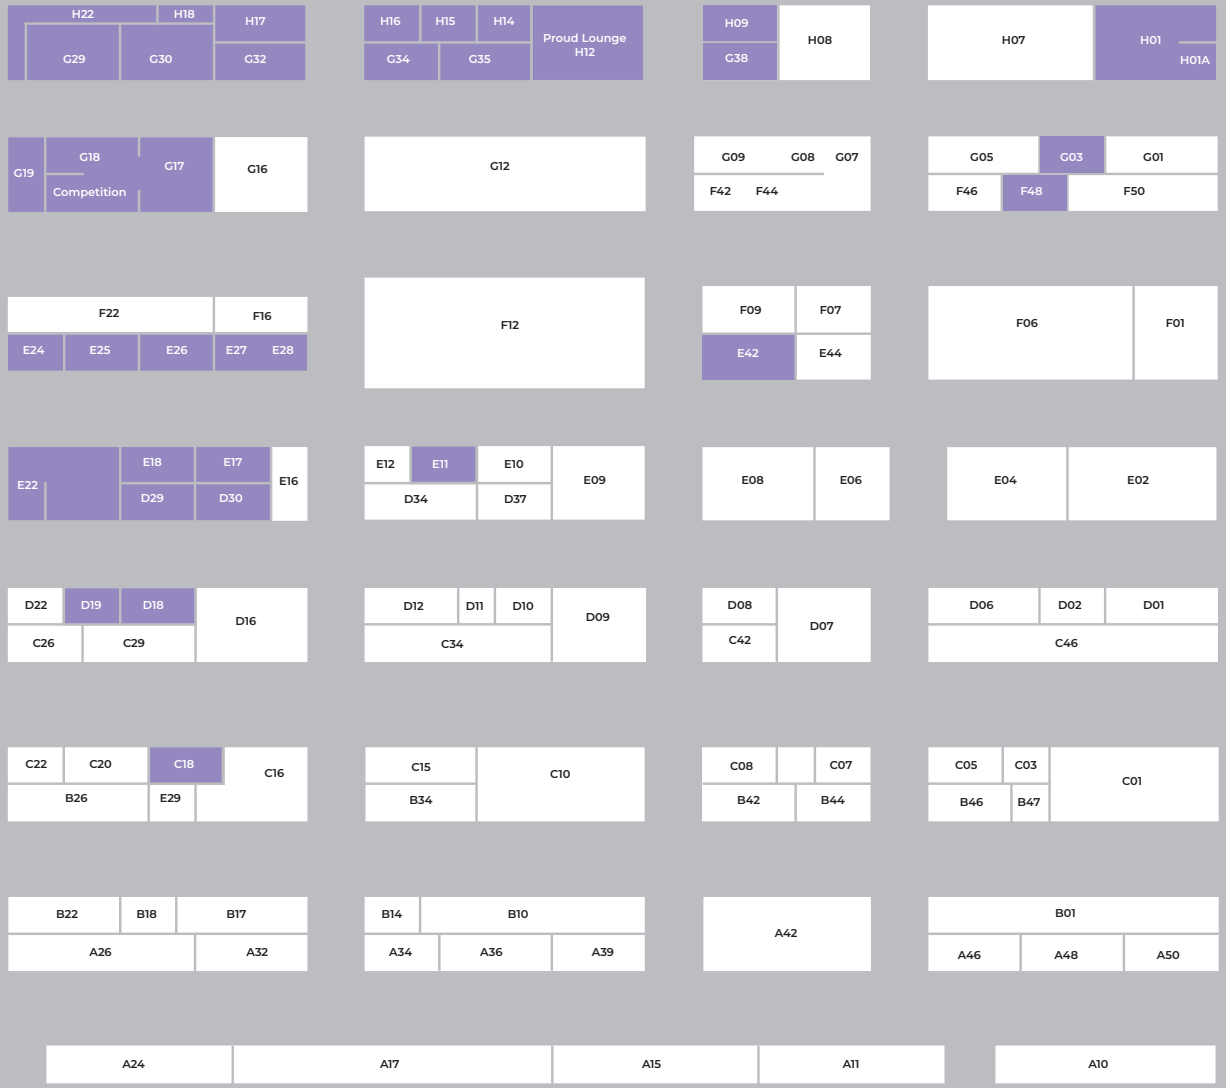 H22 H18 H17 H16 H15 H14 Proud Lounge H09 H08 H07 H01
H12
G29 G30 G32 G34 G35 G38 H01A
G18 G17 G16 G12 G09 G08 G07 G05 G03 G01
G19
Competition F42 F44 F46 F48 F50
F22 F16 F12 F09 F07 F06 F01
E24 E25 E26 E27 E28 E42 E44
E18 E17 E16 E12 E11 E10 E09 E08 E06 E04 E02
E22 D29 D30 D34 D37
D22 D19 D18 D16 D12 D11 D10 D09 D08 D07 D06 D02 D01
C26 C29 C34 C42 C46
C22 C20 C18 C16 C15 C10 C08 C07 C05 C03 C01
B26 E29 B34 B42 B44 B46 B47
B22 B18 B17 B14 B10 A42 B01
A26 A32 A34 A36 A39 A46 A48 A50
A24 A17 A15 A11 A10